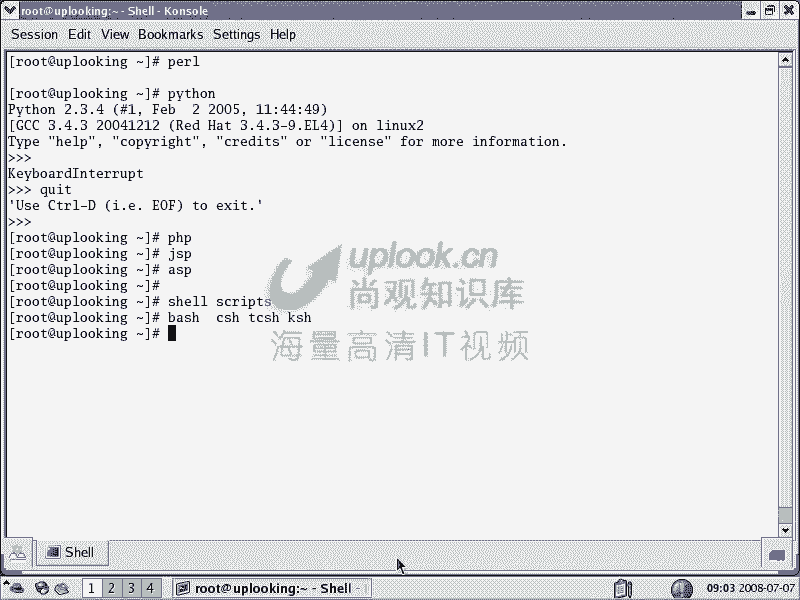 root@uplooking:~ - Shell - Konsole
Session Edit View Bookmarks Settings Help
[root@uplooking ~]# perl
[root@uplooking ~]# python
Python 2.3.4 (#1, Feb  2 2005, 11:44:49)
[GCC 3.4.3 20041212 (Red Hat 3.4.3-9.EL4)] on linux2
Type "help", "copyright", "credits" or "license" for more information.
>>>
KeyboardInterrupt
>>> quit
'Use Ctrl-D (i.e. EOF) to exit.'
>>>
[root@uplooking ~]# php
[root@uplooking ~]# jsp
[root@uplooking ~]# asp
[root@uplooking ~]#
[root@uplooking ~]# shell scripts
[root@uplooking ~]# bash  csh tcsh ksh
[root@uplooking ~]#
uplook.cn
尚观知识库
海量高清IT视频
Shell
1 2 3 4
root@uplooking:~ - Shell -
09:03 2008-07-07